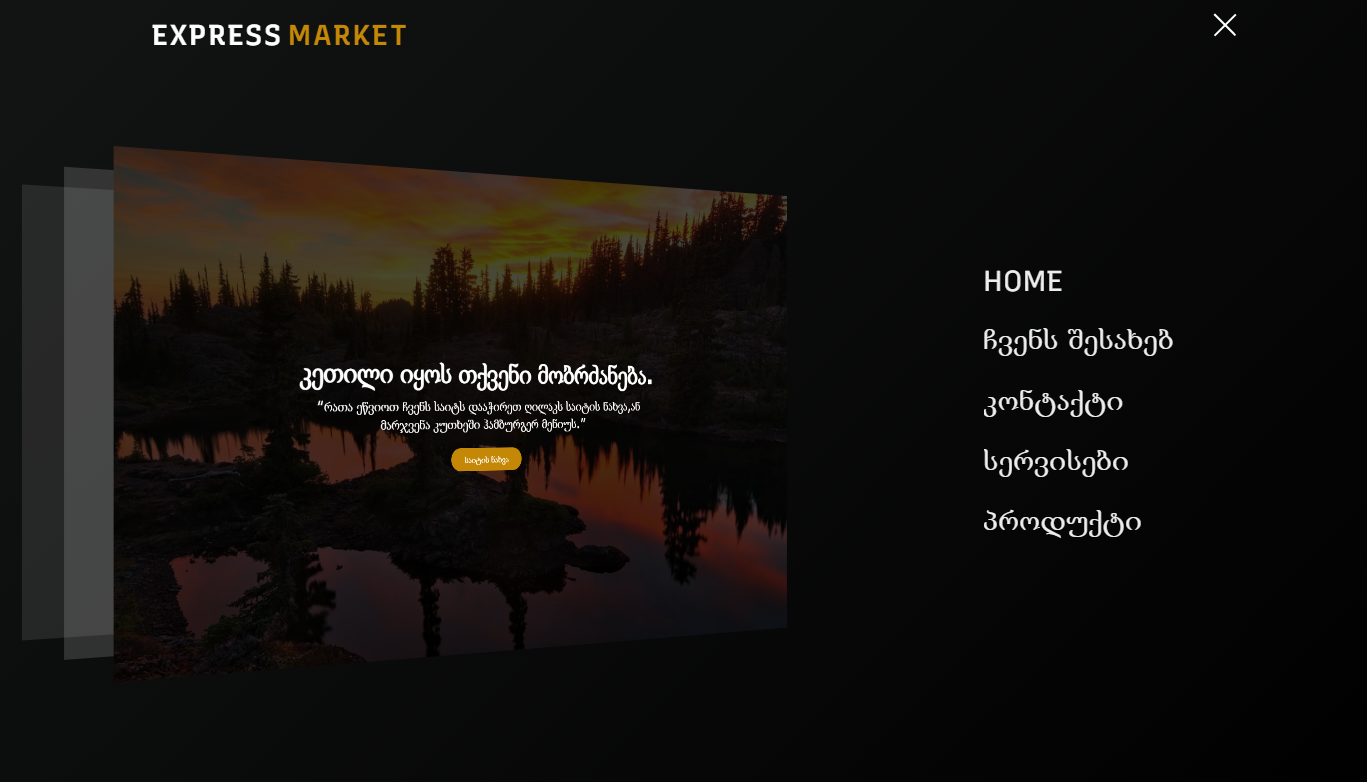 EXPRESS MARKET
კეთილი იყოს თქვენი მობრძანება.
“რათა ეწვიოთ ჩვენს საიტს დააჭირეთ ღილაკს საიტის ნახვა,ან
მარჯვენა კუთხეში ჰამბურგერ მენიუს.”
საიტის ნახვა
HOME
ჩვენს შესახებ
კონტაქტი
სერვისები
პროდუქტი